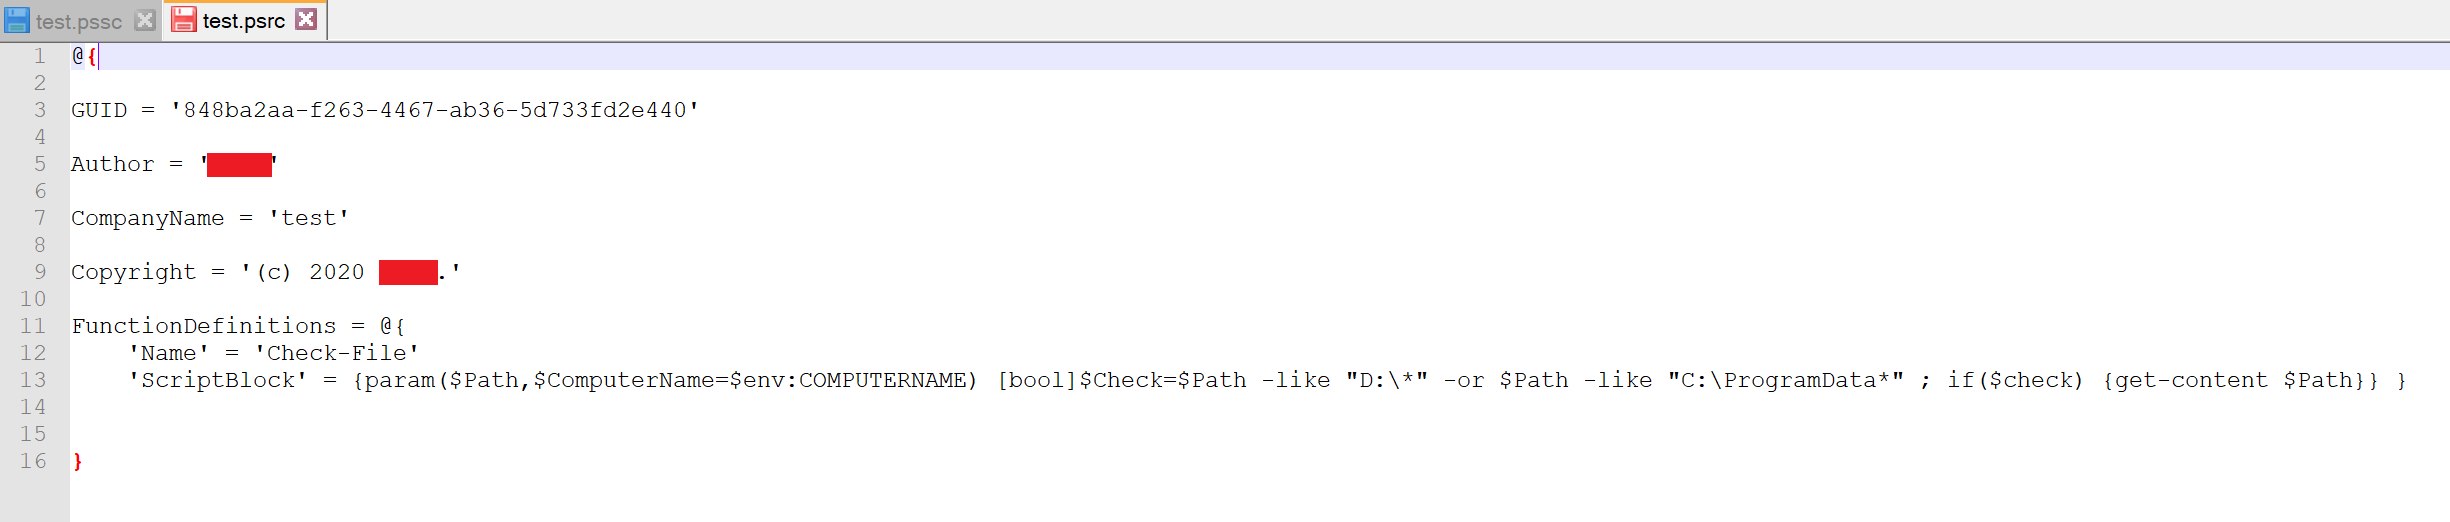 test.pssc test.psrc
1 @{
2
3 GUID = '848ba2aa-f263-4467-ab36-5d733fd2e440'
4
5 Author = ' '
6
7 CompanyName = 'test'
8
9 Copyright = '(c) 2020 .'
10
11 FunctionDefinitions = @{
12 'Name' = 'Check-File'
13 'ScriptBlock' = {param($Path,$ComputerName=$env:COMPUTERNAME) [bool]$Check=$Path -like "D:\*" -or $Path -like "C:\ProgramData*" ; if($check) {get-content $Path}} }
14
15
16 }